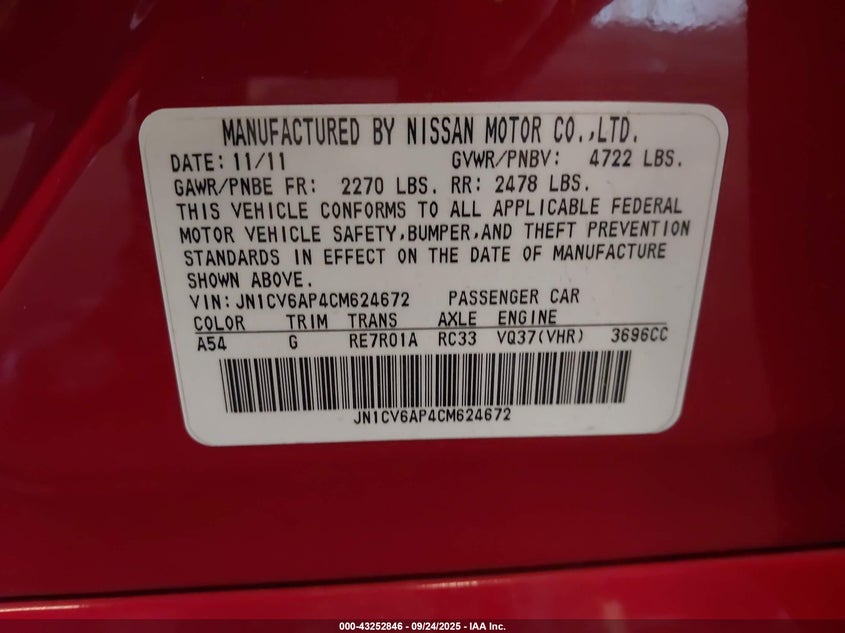 MANUFACTURED BY NISSAN MOTOR CO.,LTD.
DATE: 11/11 GVWR/PNBV: 4722 LBS.
GAWR/PNBE FR: 2270 LBS. RR: 2478 LBS.
THIS VEHICLE CONFORMS TO ALL APPLICABLE FEDERAL
MOTOR VEHICLE SAFETY,BUMPER,AND THEFT PREVENTION
STANDARDS IN EFFECT ON THE DATE OF MANUFACTURE
SHOWN ABOVE.
VIN:JN1CV6AP4CM624672 PASSENGER CAR
COLOR TRIM TRANS AXLE ENGINE
A54 G RE7R01A RC33 VQ37(VHR) 3696CC
JN1CV6AP4CM624672
000-43252846 - 09/24/2025 - IAA Inc.